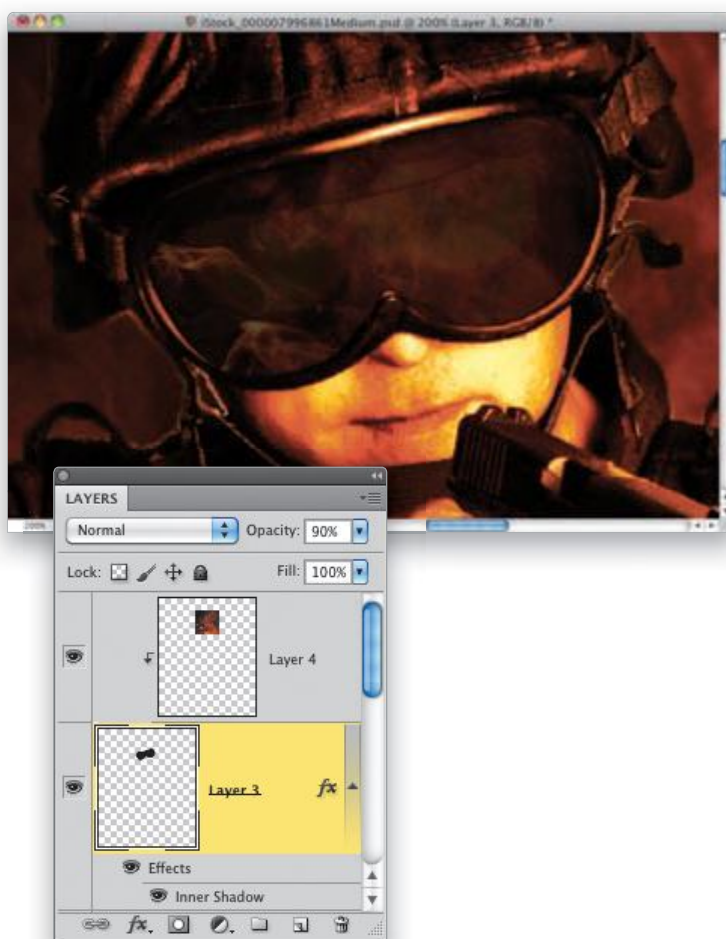 iStock_000007996861Medium.psd @ 200% (Layer 3, RGB/8) *
200%
LAYERS
Normal
Opacity: 90%
Lock:
Fill: 100%
Layer 4
Layer 3
fx
Effects
Inner Shadow
fx.